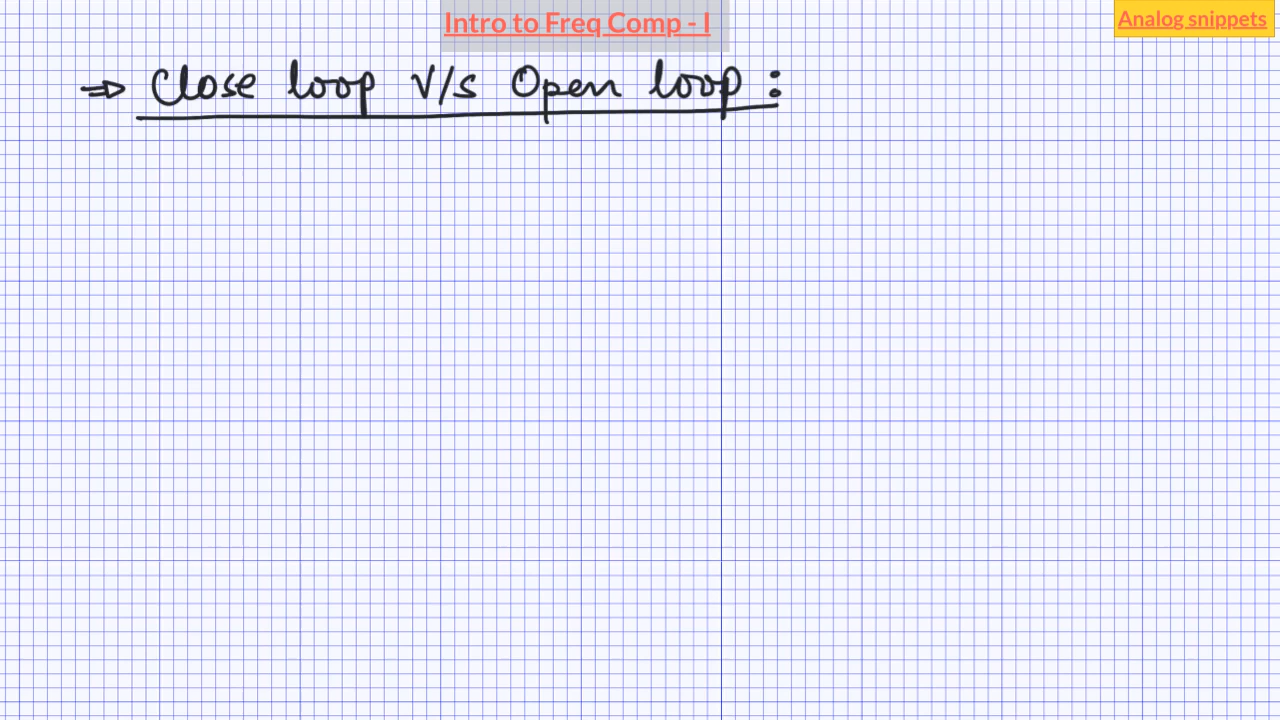 Intro to Freq Comp - I
Analog snippets
⇒ Close loop V/s Open loop :